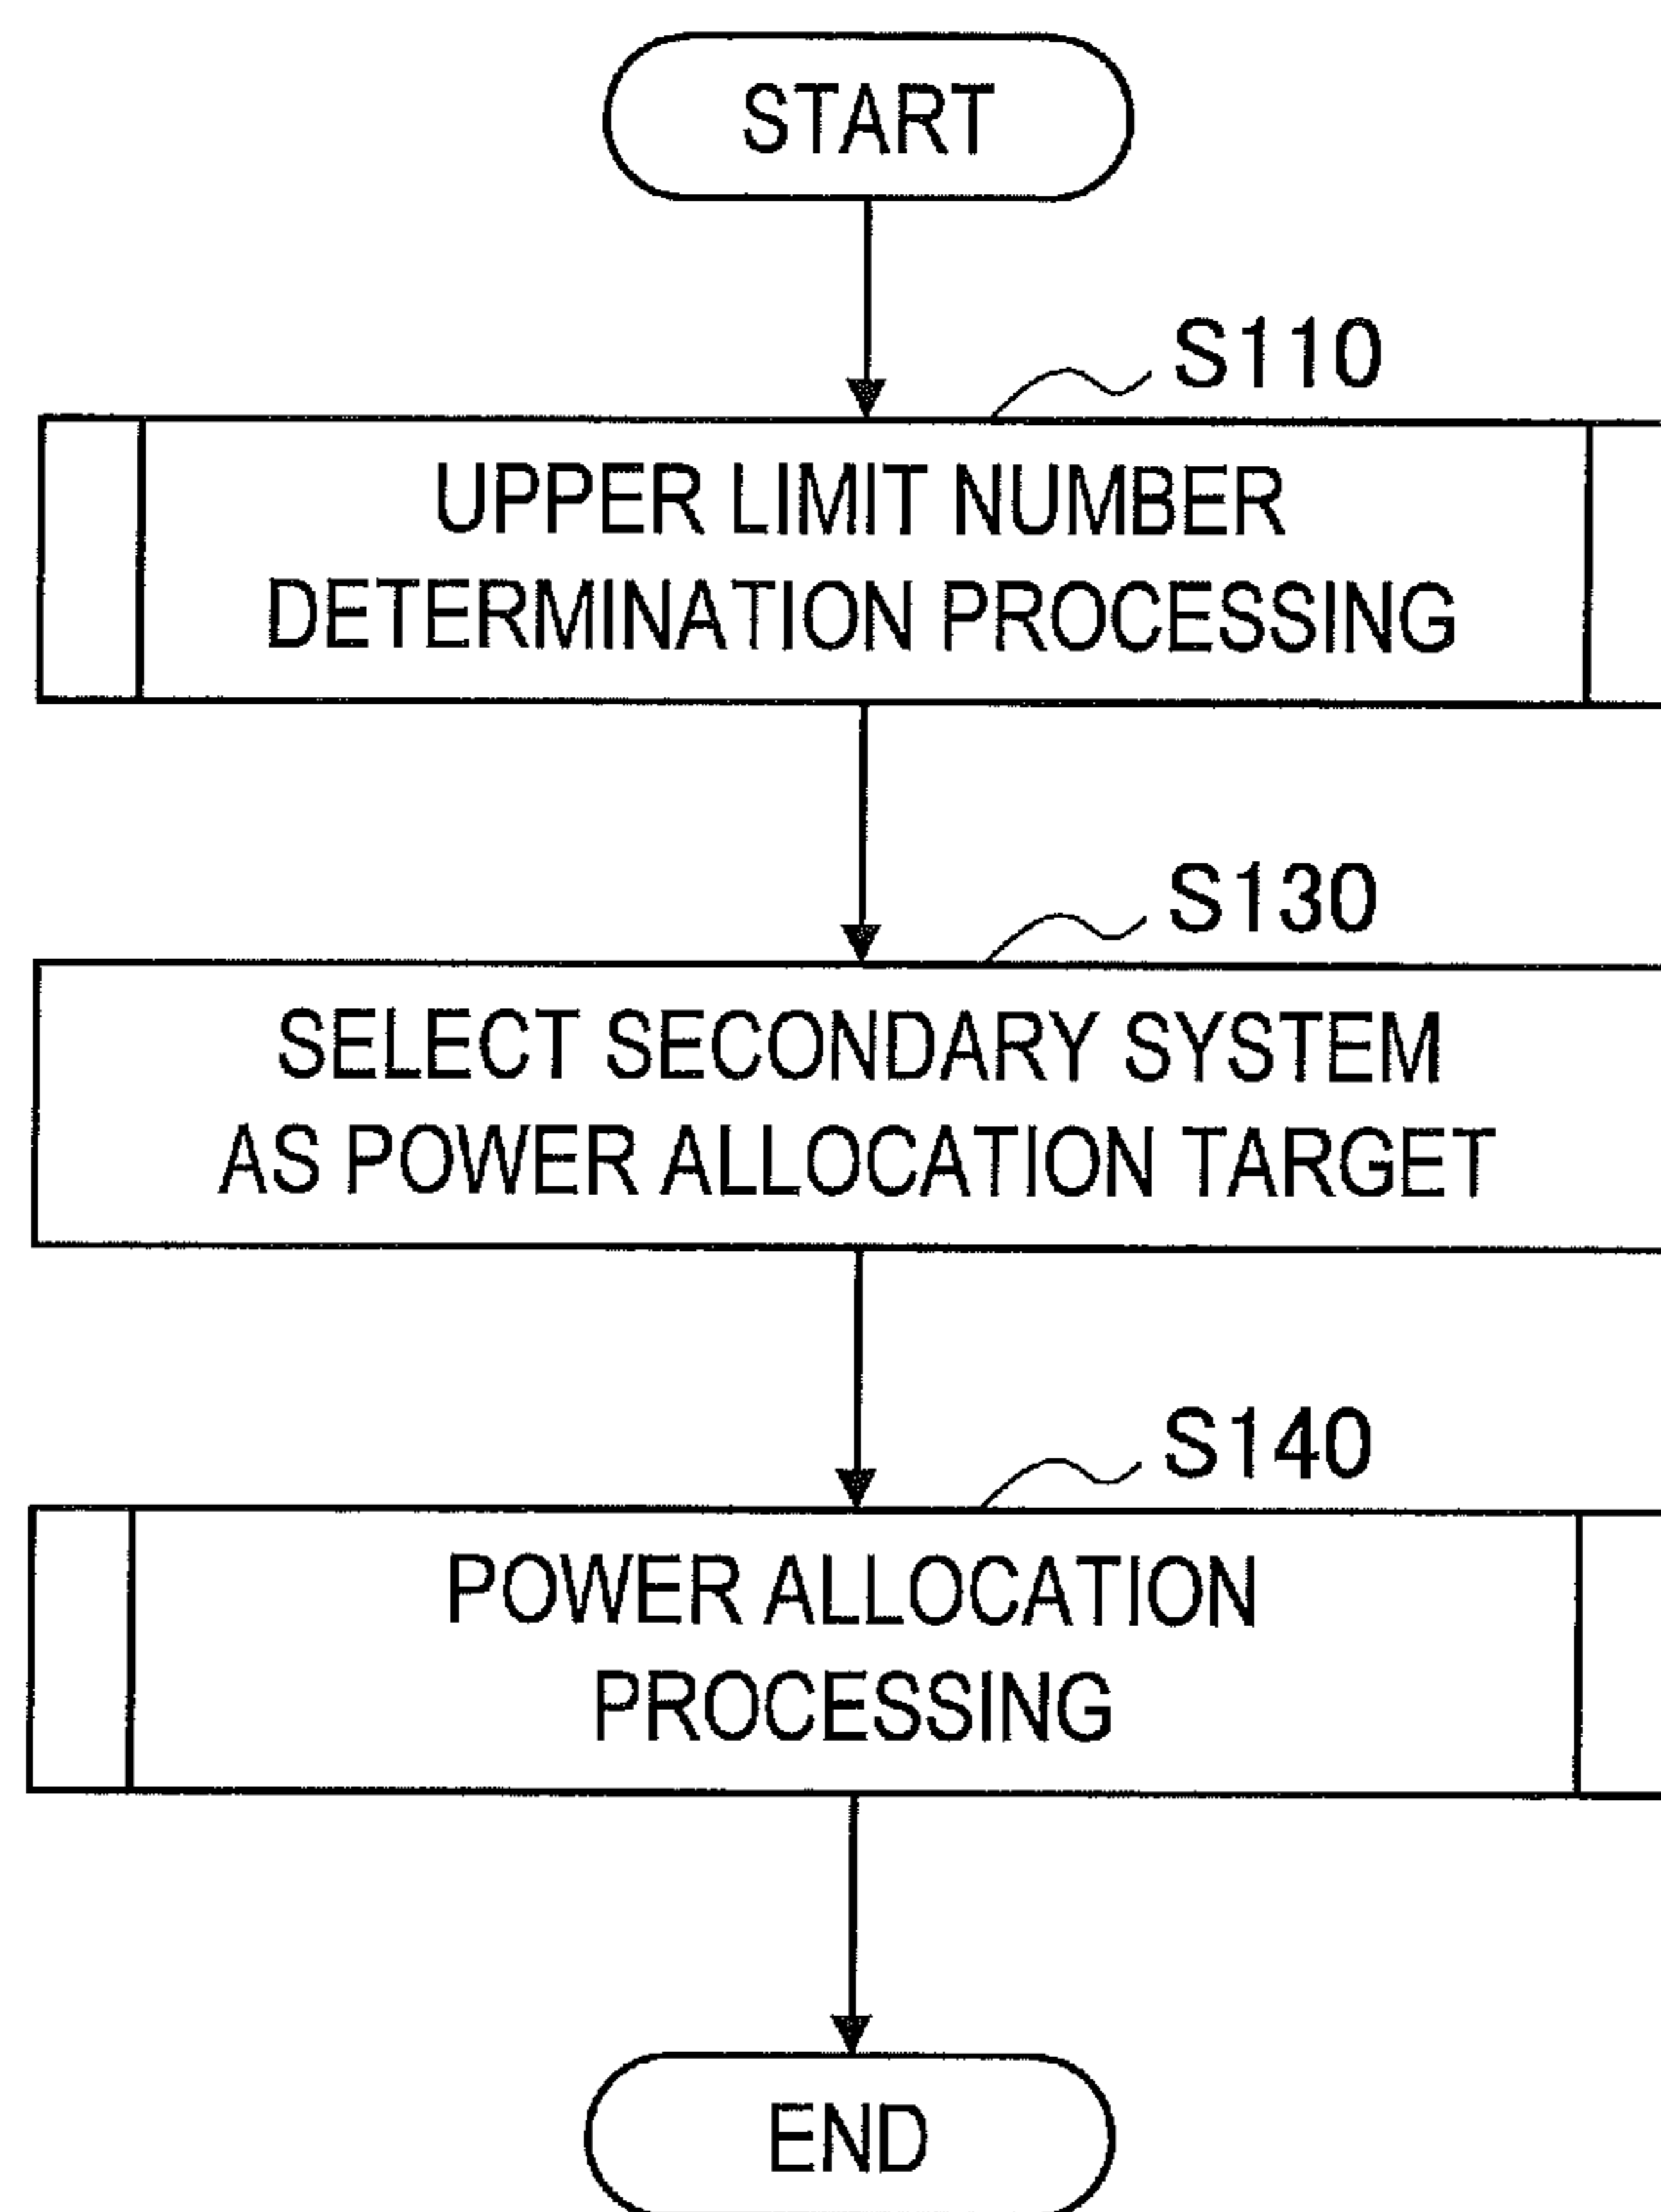 START
S110
UPPER LIMIT NUMBER
DETERMINATION PROCESSING
S130
SELECT SECONDARY SYSTEM
AS POWER ALLOCATION TARGET
S140
POWER ALLOCATION
PROCESSING
END